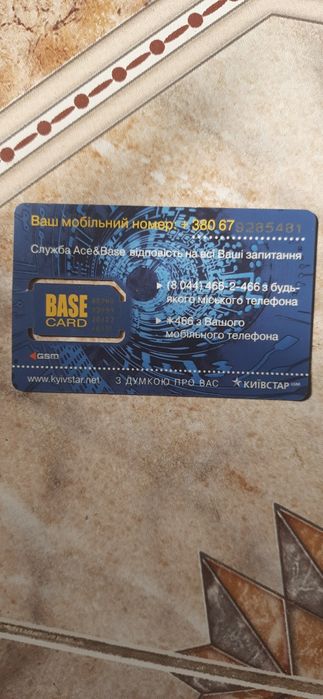 Ваш мобільний номер: + 380 67
Служба Ace&Base відповість на всі Ваші запитання
(8 044) 466-2-466 з будь-
якого міського телефона
BASE
CARD
✳466 з Вашого
мобільного телефона
GSM
www.kyivstar.net З ДУМКОЮ ПРО ВАС ★КИЇВСТАР GSM